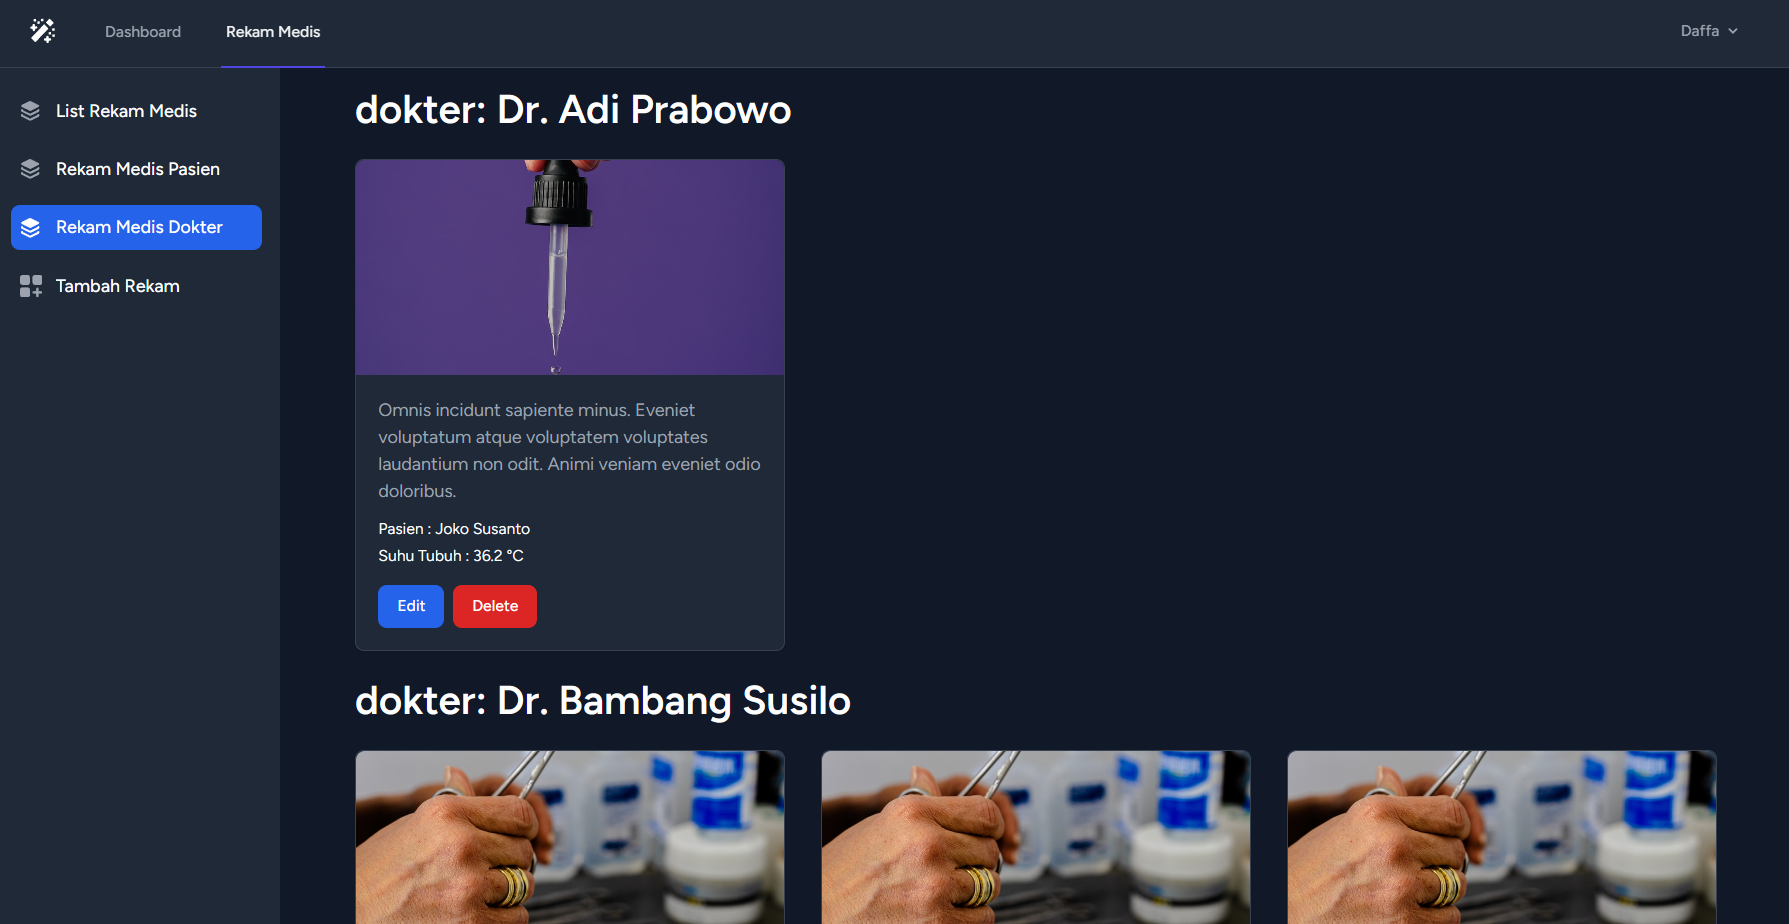 Dashboard
Rekam Medis
Daffa
List Rekam Medis
Rekam Medis Pasien
Rekam Medis Dokter
Tambah Rekam
dokter: Dr. Adi Prabowo
Omnis incidunt sapiente minus. Eveniet
voluptatum atque voluptatem voluptates
laudantium non odit. Animi veniam eveniet odio
doloribus.
Pasien : Joko Susanto
Suhu Tubuh : 36.2 °C
Edit
Delete
dokter: Dr. Bambang Susilo